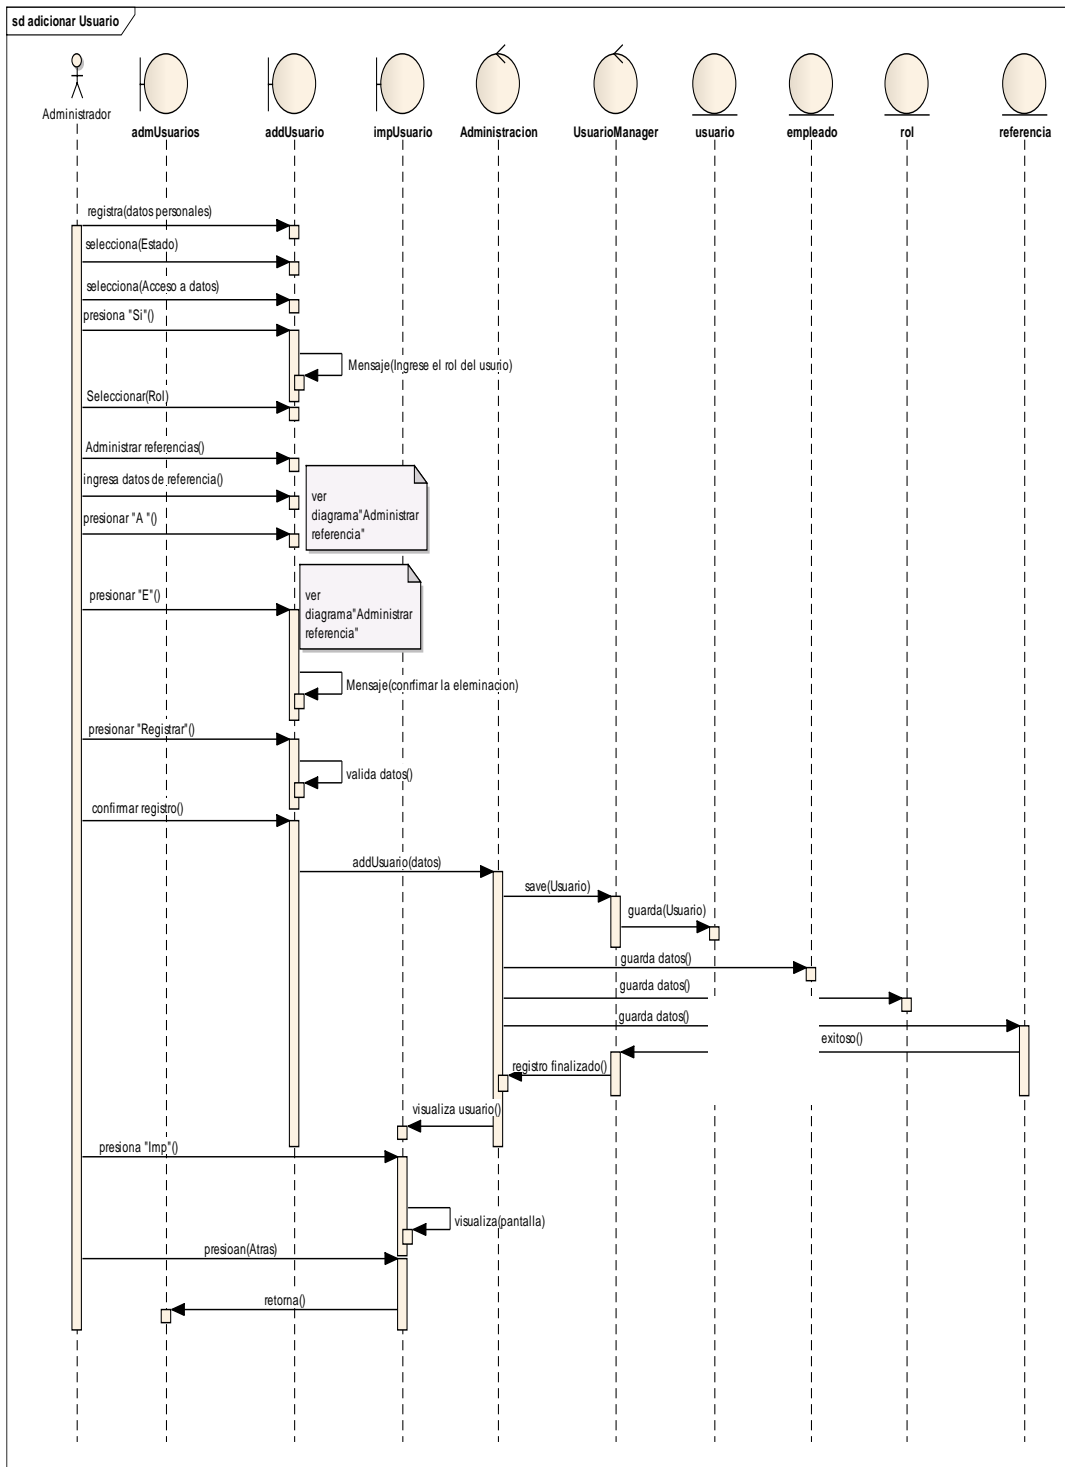 sd adicionar Usuario
Administrador
admUsuarios
addUsuario
impUsuario
Administracion
UsuarioManager
usuario
empleado
rol
referencia
registra(datos personales)
selecciona(Estado)
selecciona(Acceso a datos)
presiona "Si"()
Mensaje(Ingrese el rol del usurio)
Seleccionar(Rol)
Administrar referencias()
ingresa datos de referencia()
ver
diagrama"Administrar
referencia"
presionar "A "()
ver
diagrama"Administrar
referencia"
presionar "E"()
Mensaje(conrfimar la eleminacion)
presionar "Registrar"()
valida datos()
confirmar registro()
addUsuario(datos)
save(Usuario)
guarda(Usuario)
guarda datos()
guarda datos()
guarda datos()
exitoso()
registro finalizado()
visualiza usuario()
presiona "Imp"()
visualiza(pantalla)
presioan(Atras)
retorna()